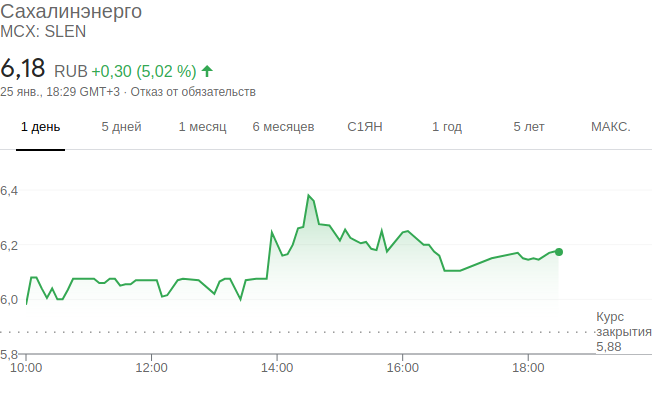 Сахалинэнерго
MCX: SLEN
6,18 RUB +0,30 (5,02 %)
25 янв., 18:29 GMT+3 · Отказ от обязательств
1 день 5 дней 1 месяц 6 месяцев С1ЯН 1 год 5 лет МАКС.
6,4
6,2
6,0
Курс
закрытия
5,88
5,8
10:00 12:00 14:00 16:00 18:00